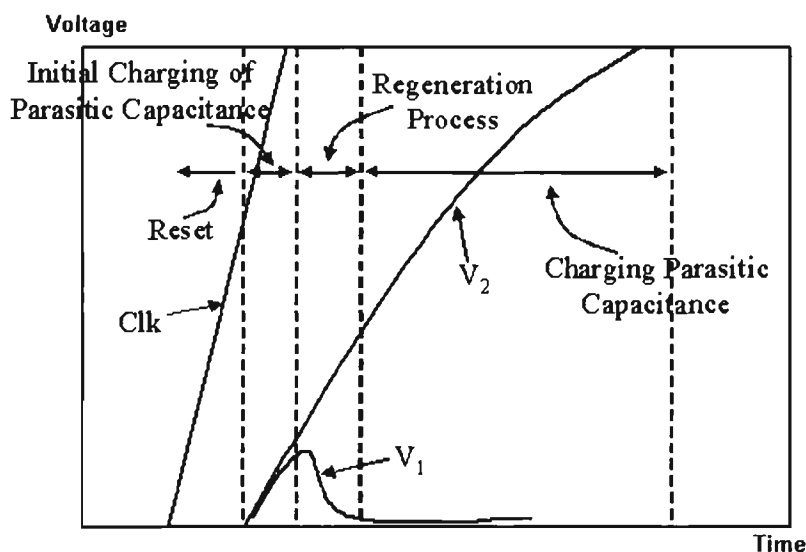 Voltage
Initial Charging of
Parasitic Capacitance
Regeneration
Process
Reset
Clk
V2
Charging Parasitic
Capacitance
V1
Time